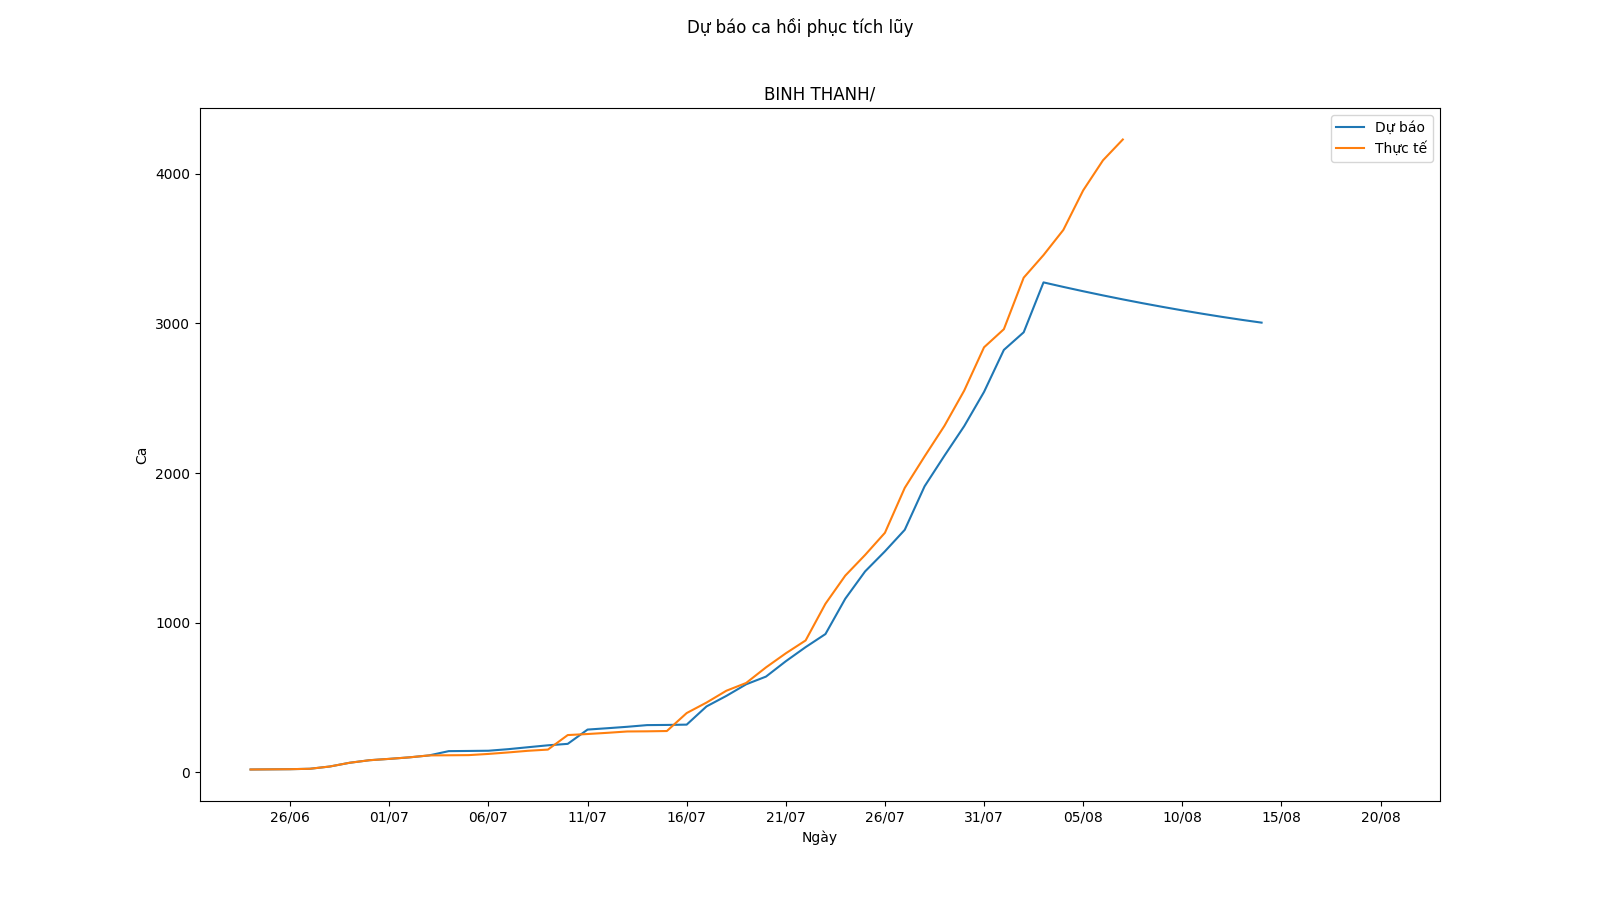 Dự báo ca hồi phục tích lũy
BINH THANH/
Dự báo
Thực tế
4000
3000
2000
1000
0
Ca
26/06
01/07
06/07
11/07
16/07
21/07
26/07
31/07
05/08
10/08
15/08
20/08
Ngày